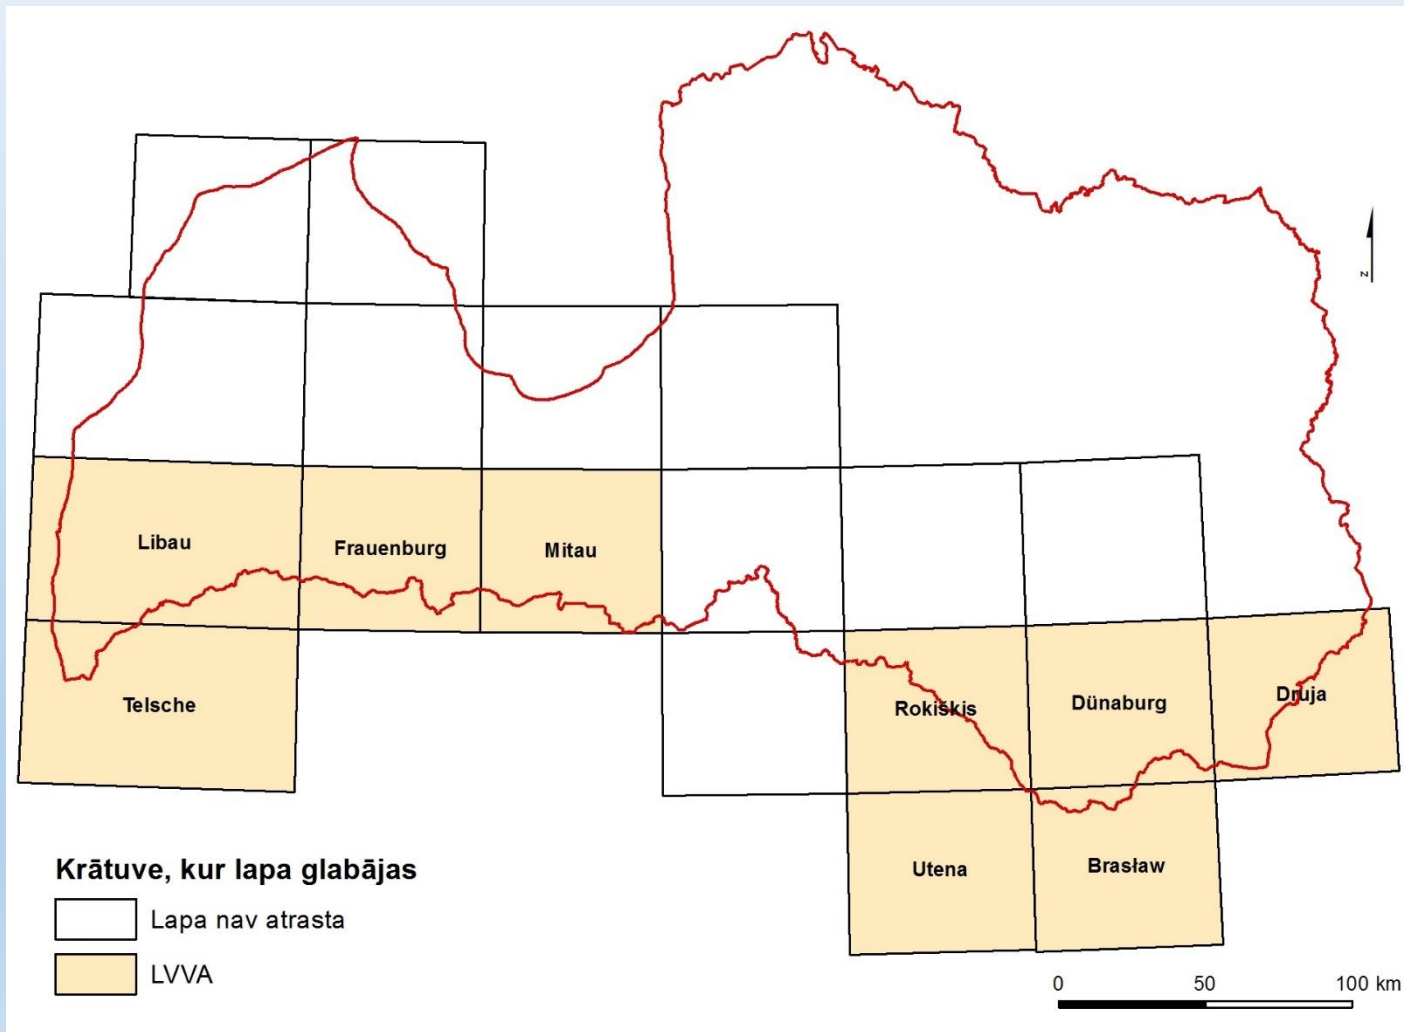 Z
Libau
Frauenburg
Mitau
Telsche
Rokiškis
Dünaburg
Druja
Utena
Brasław
Krātuve, kur lapa glabājas
Lapa nav atrasta
LVVA
0 50 100 km